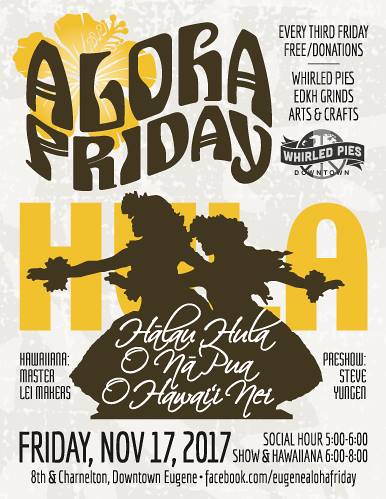 ALOHA
FRIDAY
EVERY THIRD FRIDAY
FREE/DONATIONS
WHIRLED PIES
EDKH GRINDS
ARTS & CRAFTS
WHIRLED PIES
DOWNTOWN
HULA
Hālau Hula
O Nā Pua
O Hawai'i Nei
HAWAIIANA:
MASTER
LEI MAKERS
PRESHOW:
STEVE
YUNGEN
FRIDAY, NOV 17, 2017
SOCIAL HOUR 5:00-6:00
SHOW & HAWAIIANA 6:00-8:00
8th & Charnelton, Downtown Eugene • facebook.com/eugenealohafriday